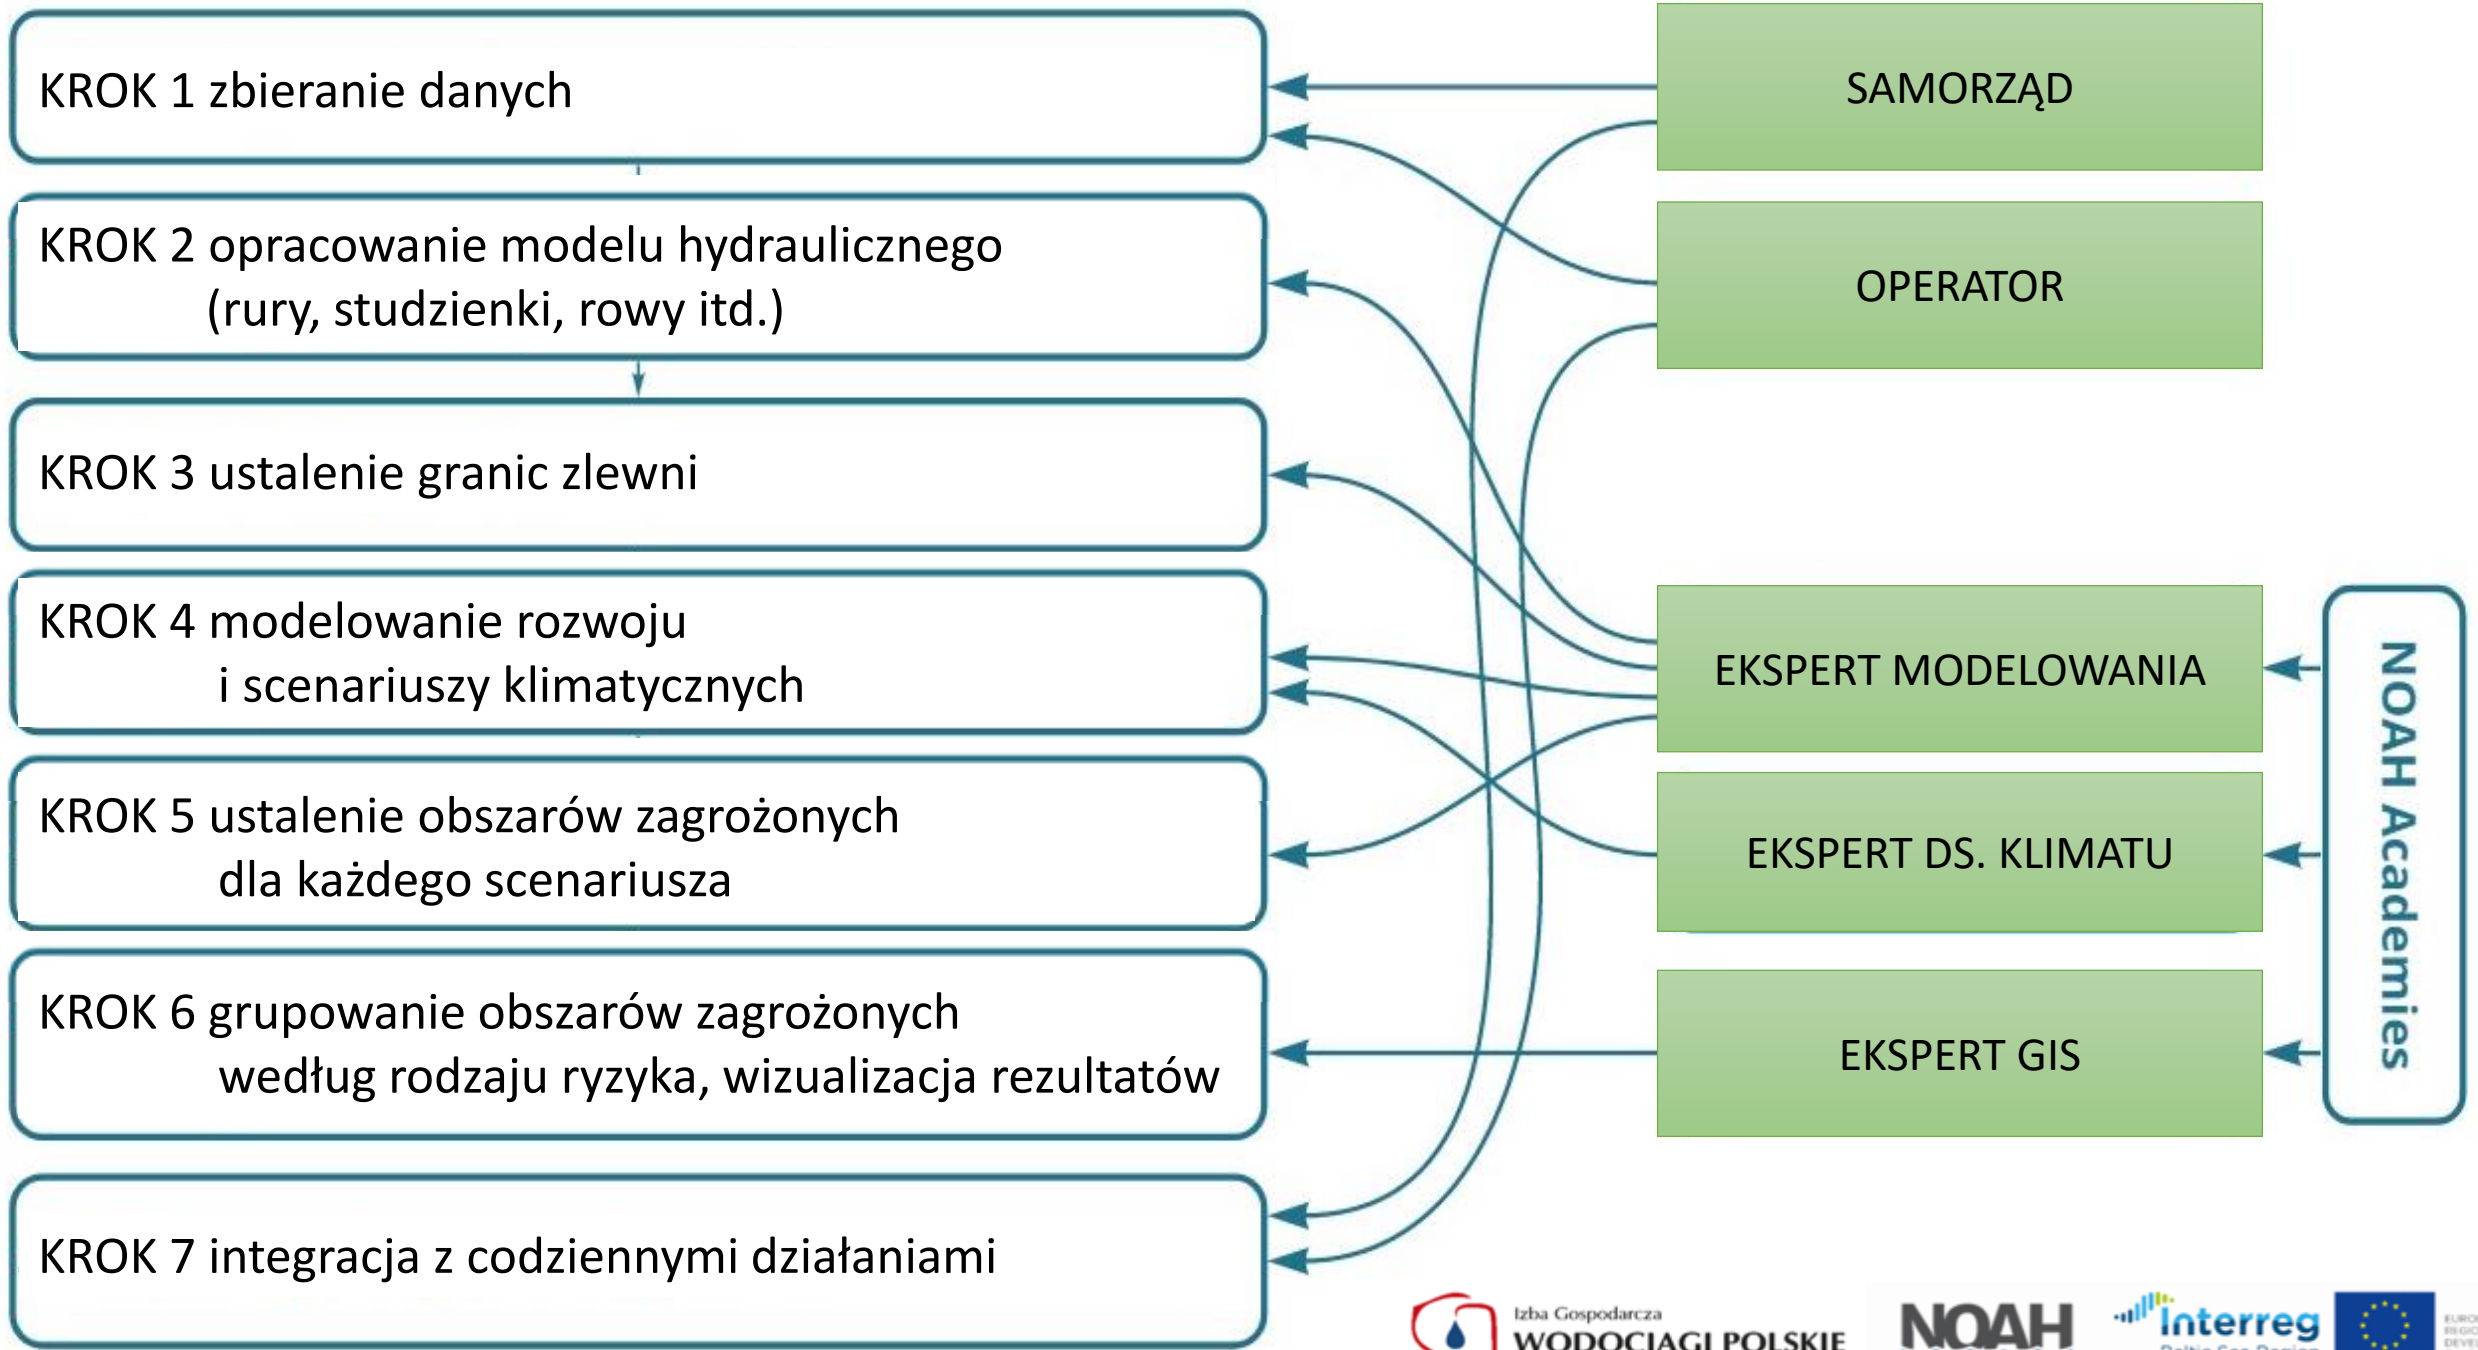 KROK 1 zbieranie danych
KROK 2 opracowanie modelu hydraulicznego
(rury, studzienki, rowy itd.)
KROK 3 ustalenie granic zlewni
KROK 4 modelowanie rozwoju
i scenariuszy klimatycznych
KROK 5 ustalenie obszarów zagrożonych
dla każdego scenariusza
KROK 6 grupowanie obszarów zagrożonych
według rodzaju ryzyka, wizualizacja rezultatów
KROK 7 integracja z codziennymi działaniami
SAMORZĄD
OPERATOR
EKSPERT MODELOWANIA
EKSPERT DS. KLIMATU
EKSPERT GIS
NOAH Academies
Izba Gospodarcza
WODOCIĄGI POLSKIE
NOAH
Interreg
Baltic Sea Region